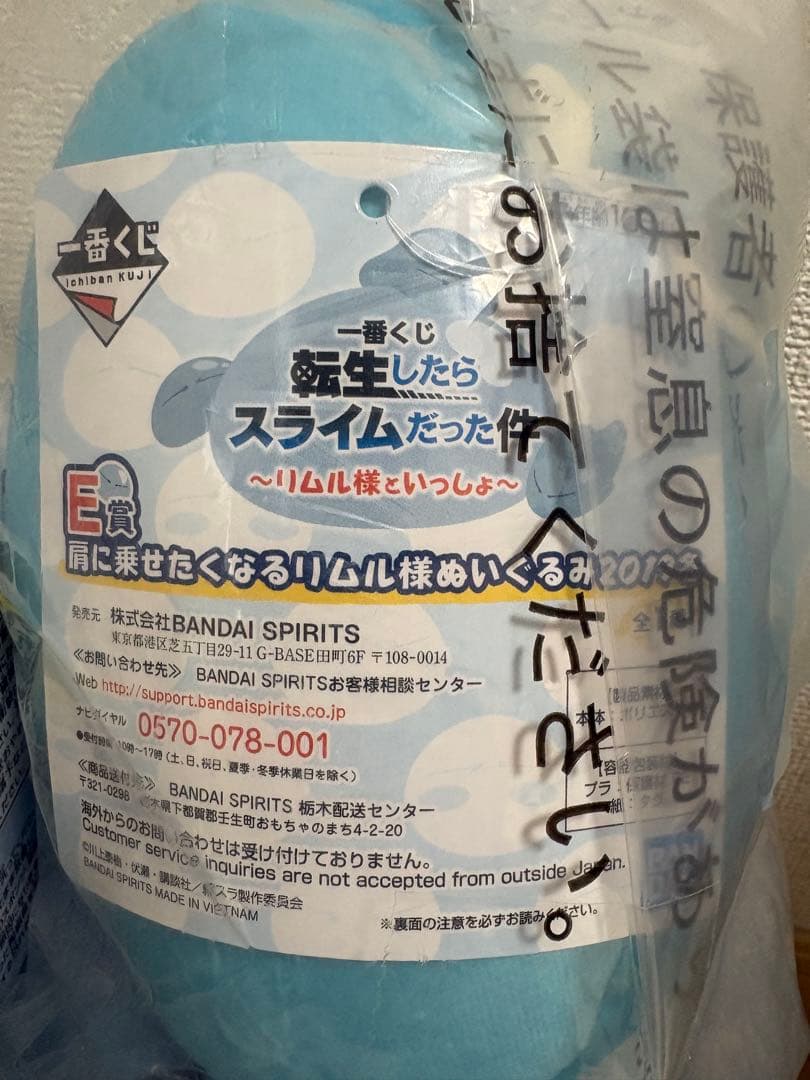 一番くじ
Ichiban KUJI
一番くじ
転生したら
スライムだった件
～リムル様といっしょ～
E賞
肩に乗せたくなるリムル様ぬいぐるみ
発売元 株式会社BANDAI SPIRITS
東京都港区芝五丁目29-11 G-BASE田町6F 〒108-0014
≪お問い合わせ先≫ BANDAI SPIRITSお客様相談センター
Web http://support.bandaispirits.co.jp
ナビダイヤル 0570-078-001
●受付時間 10時～17時(土、日、祝日、夏季・冬季休業日を除く)
≪商品送付先≫ BANDAI SPIRITS 栃木配送センター
〒321-0298 栃木県下都賀郡壬生町おもちゃのまち4-2-20
海外からのお問い合わせは受け付けておりません。
Customer service inquiries are not accepted from outside Japan.
©川上泰樹・伏瀬・講談社／転スラ製作委員会
BANDAI SPIRITS MADE IN VIETNAM
※裏面の注意を必ずお読みください。
保護者
袋は窒息の危険が
ずにお捨てください。